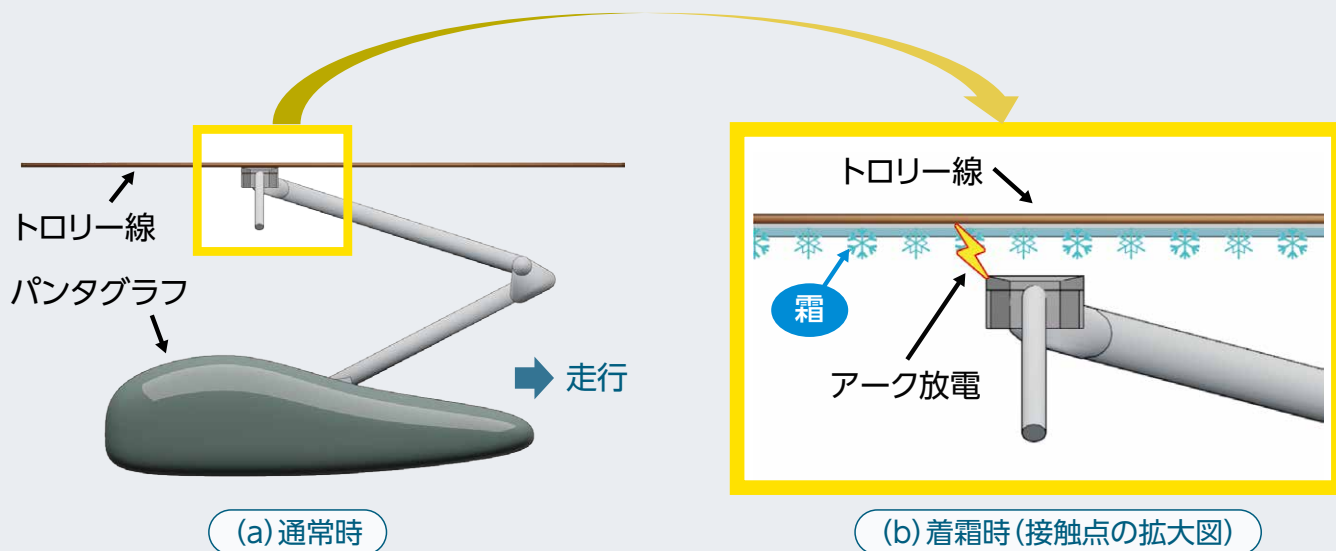 トロリー線
パンタグラフ
走行
(a)通常時
トロリー線
霜
アーク放電
(b)着霜時(接触点の拡大図)